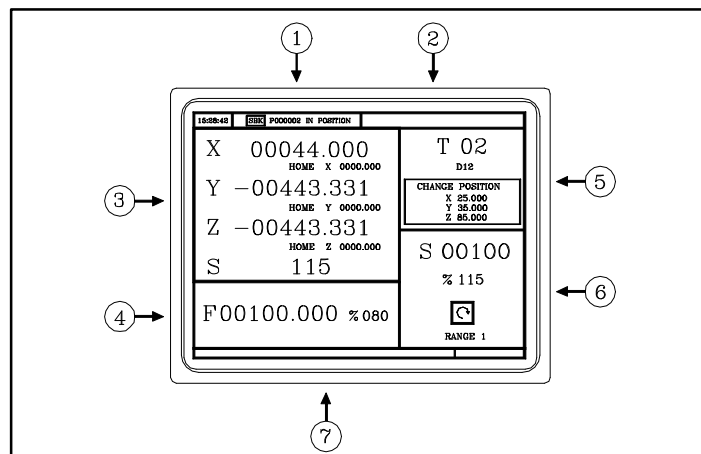 1
2
15:28:42 SBK P000002 IN POSITION
X 00044.000
HOME X 0000.000
Y -00443.331
HOME Y 0000.000
Z -00443.331
HOME Z 0000.000
S 115
T 02
D12
CHANGE POSITION
X 25.000
Y 35.000
Z 85.000
S 00100
% 115
RANGE 1
F00100.000 % 080
3
4
5
6
7